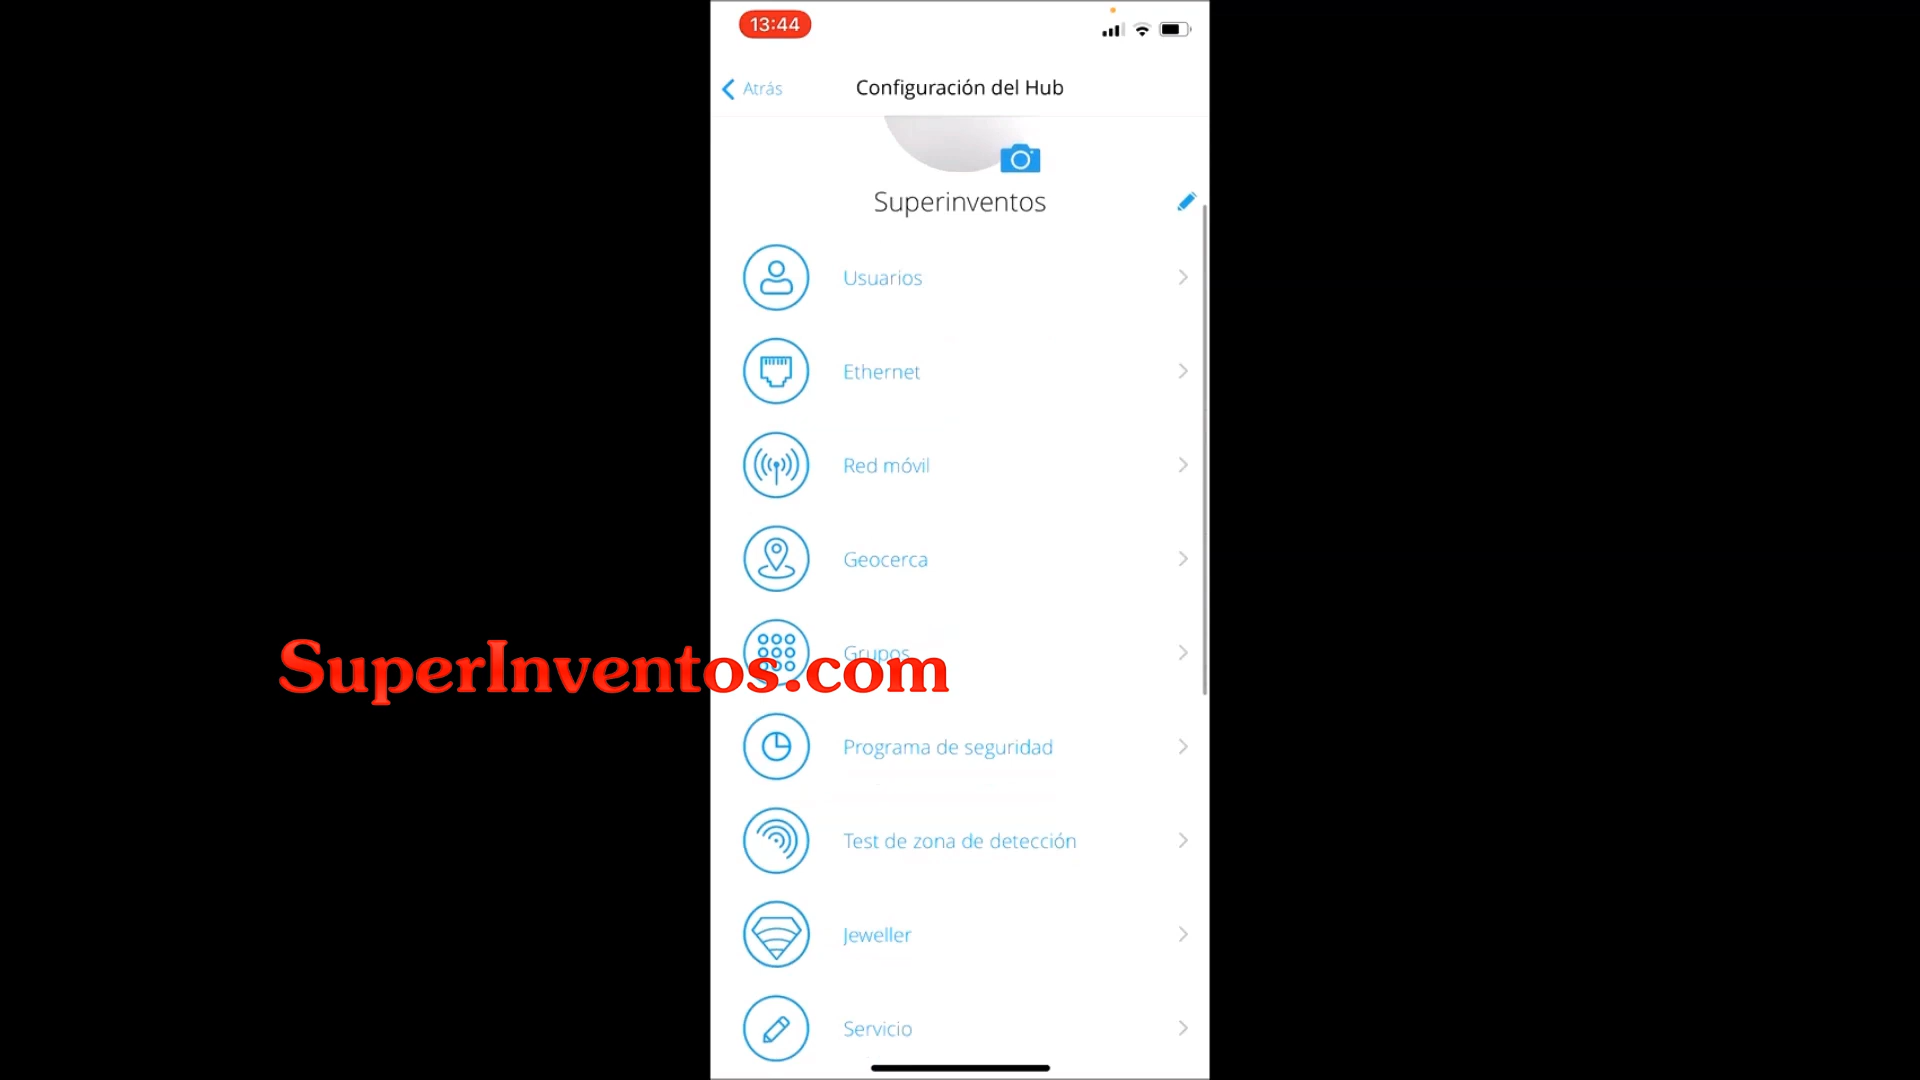 13:44
Atrás
Configuración del Hub
Superinventos
Usuarios
Ethernet
Red móvil
Geocerca
Grupos
SuperInventos.com
Programa de seguridad
Test de zona de detección
Jeweller
Servicio